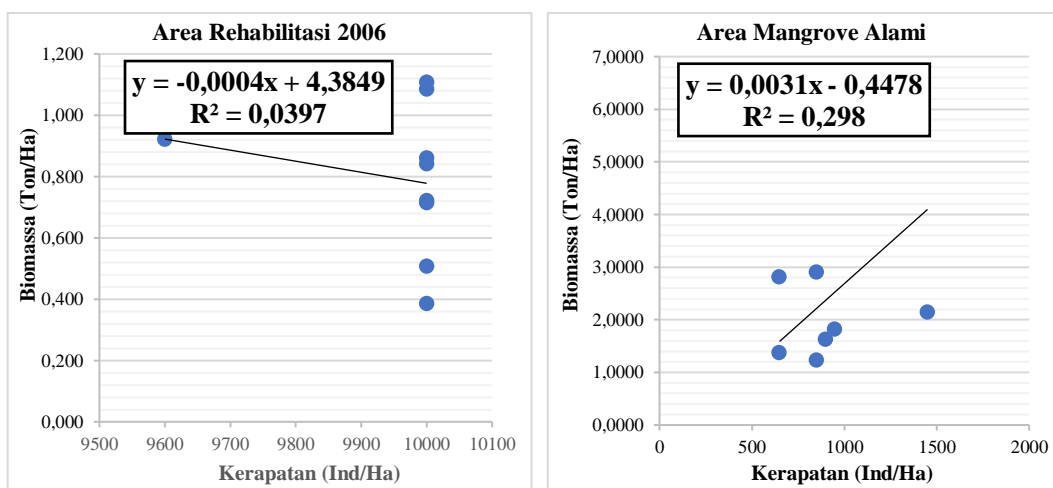 Area Rehabilitasi 2006
y = -0,0004x + 4,3849
R² = 0,0397
1,200
1,000
0,800
0,600
0,400
0,200
0,000
9500 9600 9700 9800 9900 10000 10100
Biomassa (Ton/Ha)
Kerapatan (Ind/Ha)
Area Mangrove Alami
y = 0,0031x - 0,4478
R² = 0,298
7,0000
6,0000
5,0000
4,0000
3,0000
2,0000
1,0000
0,0000
0 500 1000 1500 2000
Biomassa (Ton/Ha)
Kerapatan (Ind/Ha)